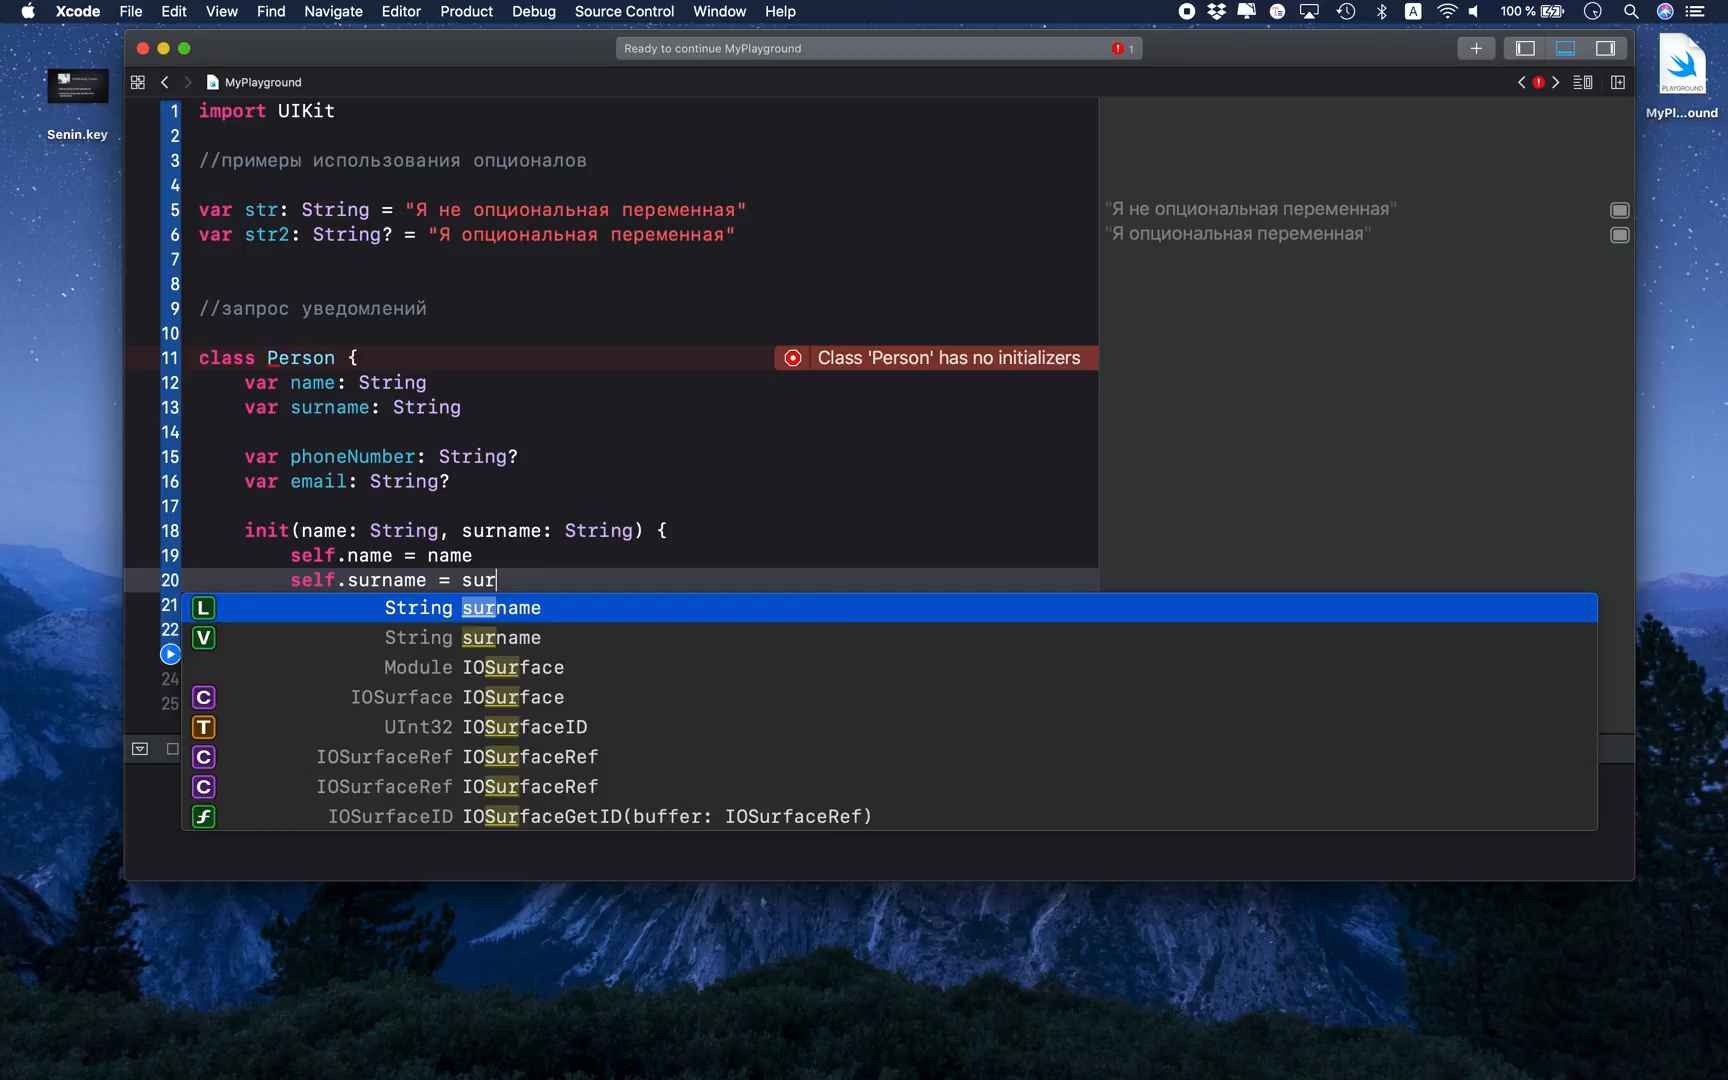 Xcode File Edit View Find Navigate Editor Product Debug Source Control Window Help A 100 %
Ready to continue MyPlayground 1
Senin.key
PLAYGROUND
MyPl...ound
MyPlayground
1 import UIKit
2
3 //примеры использования опционалов
4
5 var str: String = "Я не опциональная переменная" "Я не опциональная переменная"
6 var str2: String? = "Я опциональная переменная" "Я опциональная переменная"
7
8
9 //запрос уведомлений
10
11 class Person { Class 'Person' has no initializers
12 var name: String
13 var surname: String
14
15 var phoneNumber: String?
16 var email: String?
17
18 init(name: String, surname: String) {
19 self.name = name
20 self.surname = sur
21
22
24
25
L String surname
V String surname
Module IOSurface
C IOSurface IOSurface
T UInt32 IOSurfaceID
C IOSurfaceRef IOSurfaceRef
C IOSurfaceRef IOSurfaceRef
f IOSurfaceID IOSurfaceGetID(buffer: IOSurfaceRef)